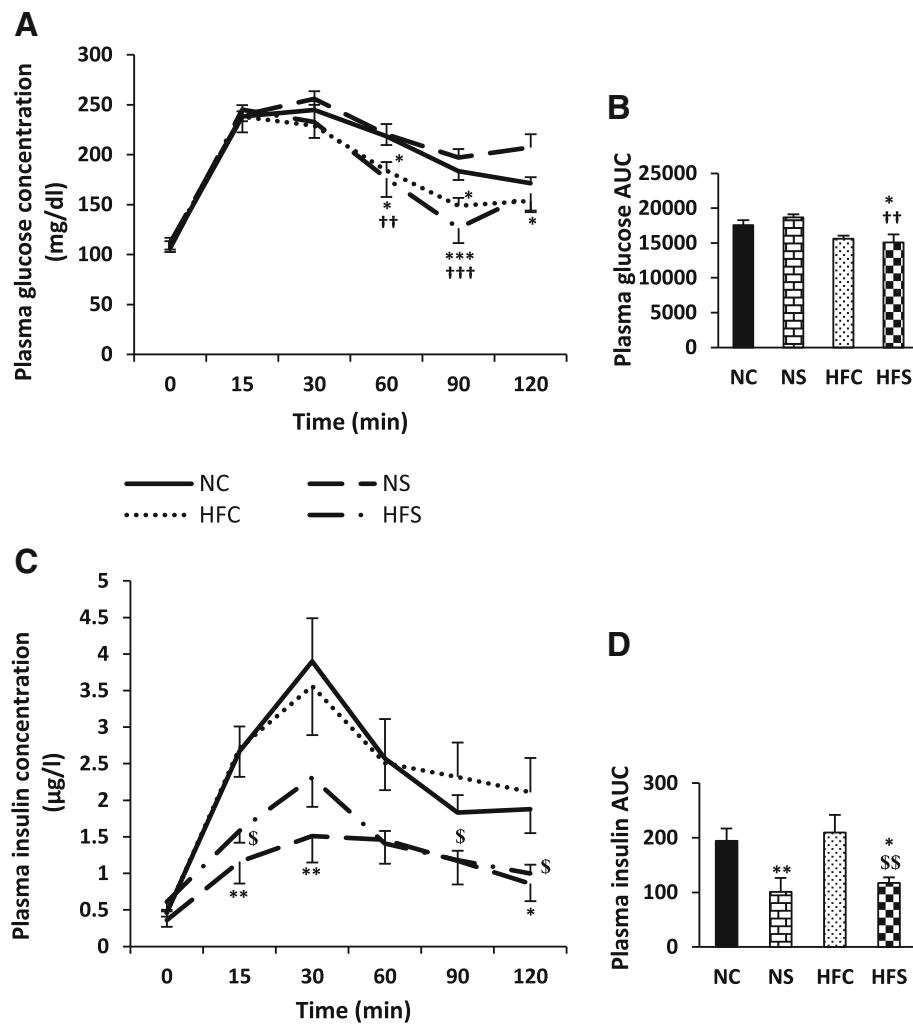 A
Plasma glucose concentration
(mg/dl)
300
250
200
150
100
50
0
*
*
*
††
***
†††
*
0 15 30 60 90 120
Time (min)
B
Plasma glucose AUC
25000
20000
15000
10000
5000
0
*
††
NC NS HFC HFS
NC NS
HFC HFS
C
Plasma insulin concentration
(µg/l)
5
4.5
4
3.5
3
2.5
2
1.5
1
0.5
0
$
**
**
$
$
*
0 15 30 60 90 120
Time (min)
D
Plasma insulin AUC
300
200
100
0
**
*
$$
NC NS HFC HFS